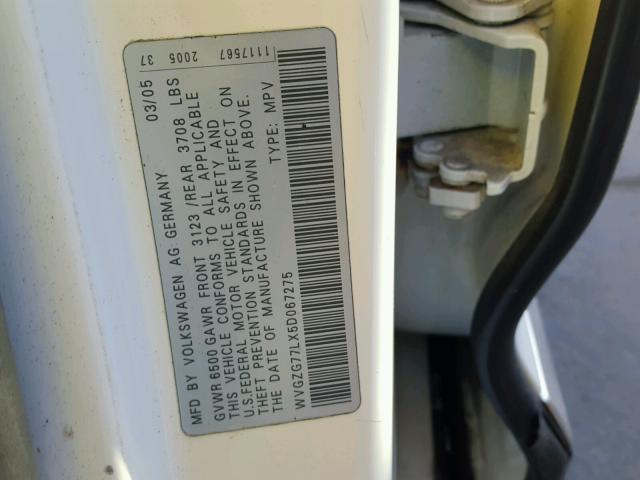 MFD BY VOLKSWAGEN AG GERMANY 03/05 37 2005 1117567
GVWR 6500 GAWR FRONT 3123 /REAR 3708 LBS
THIS VEHICLE CONFORMS TO ALL APPLICABLE
U.S.FEDERAL MOTOR VEHICLE SAFETY AND
THEFT PREVENTION STANDARDS IN EFFECT ON
THE DATE OF MANUFACTURE SHOWN ABOVE.
WVGZG77LX5D067275 TYPE: MPV